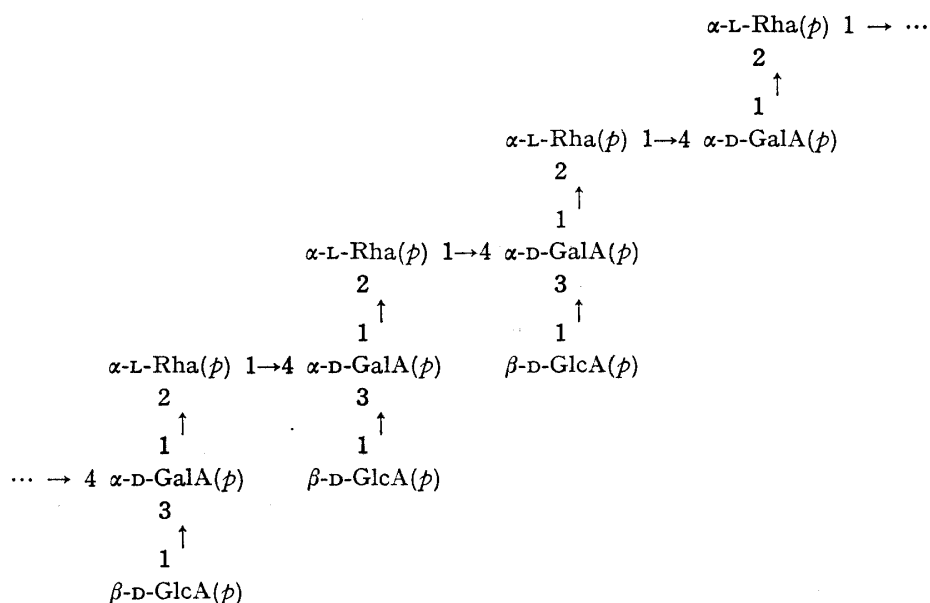 α-L-Rha(p) 1 → ···
2
↑
1
α-L-Rha(p) 1→4 α-D-GalA(p)
2
↑
1
α-L-Rha(p) 1→4 α-D-GalA(p)
2 3
↑ ↑
1 1
α-L-Rha(p) 1→4 α-D-GalA(p) β-D-GlcA(p)
2 3
↑ ↑
1 1
··· → 4 α-D-GalA(p) β-D-GlcA(p)
3
↑
1
β-D-GlcA(p)